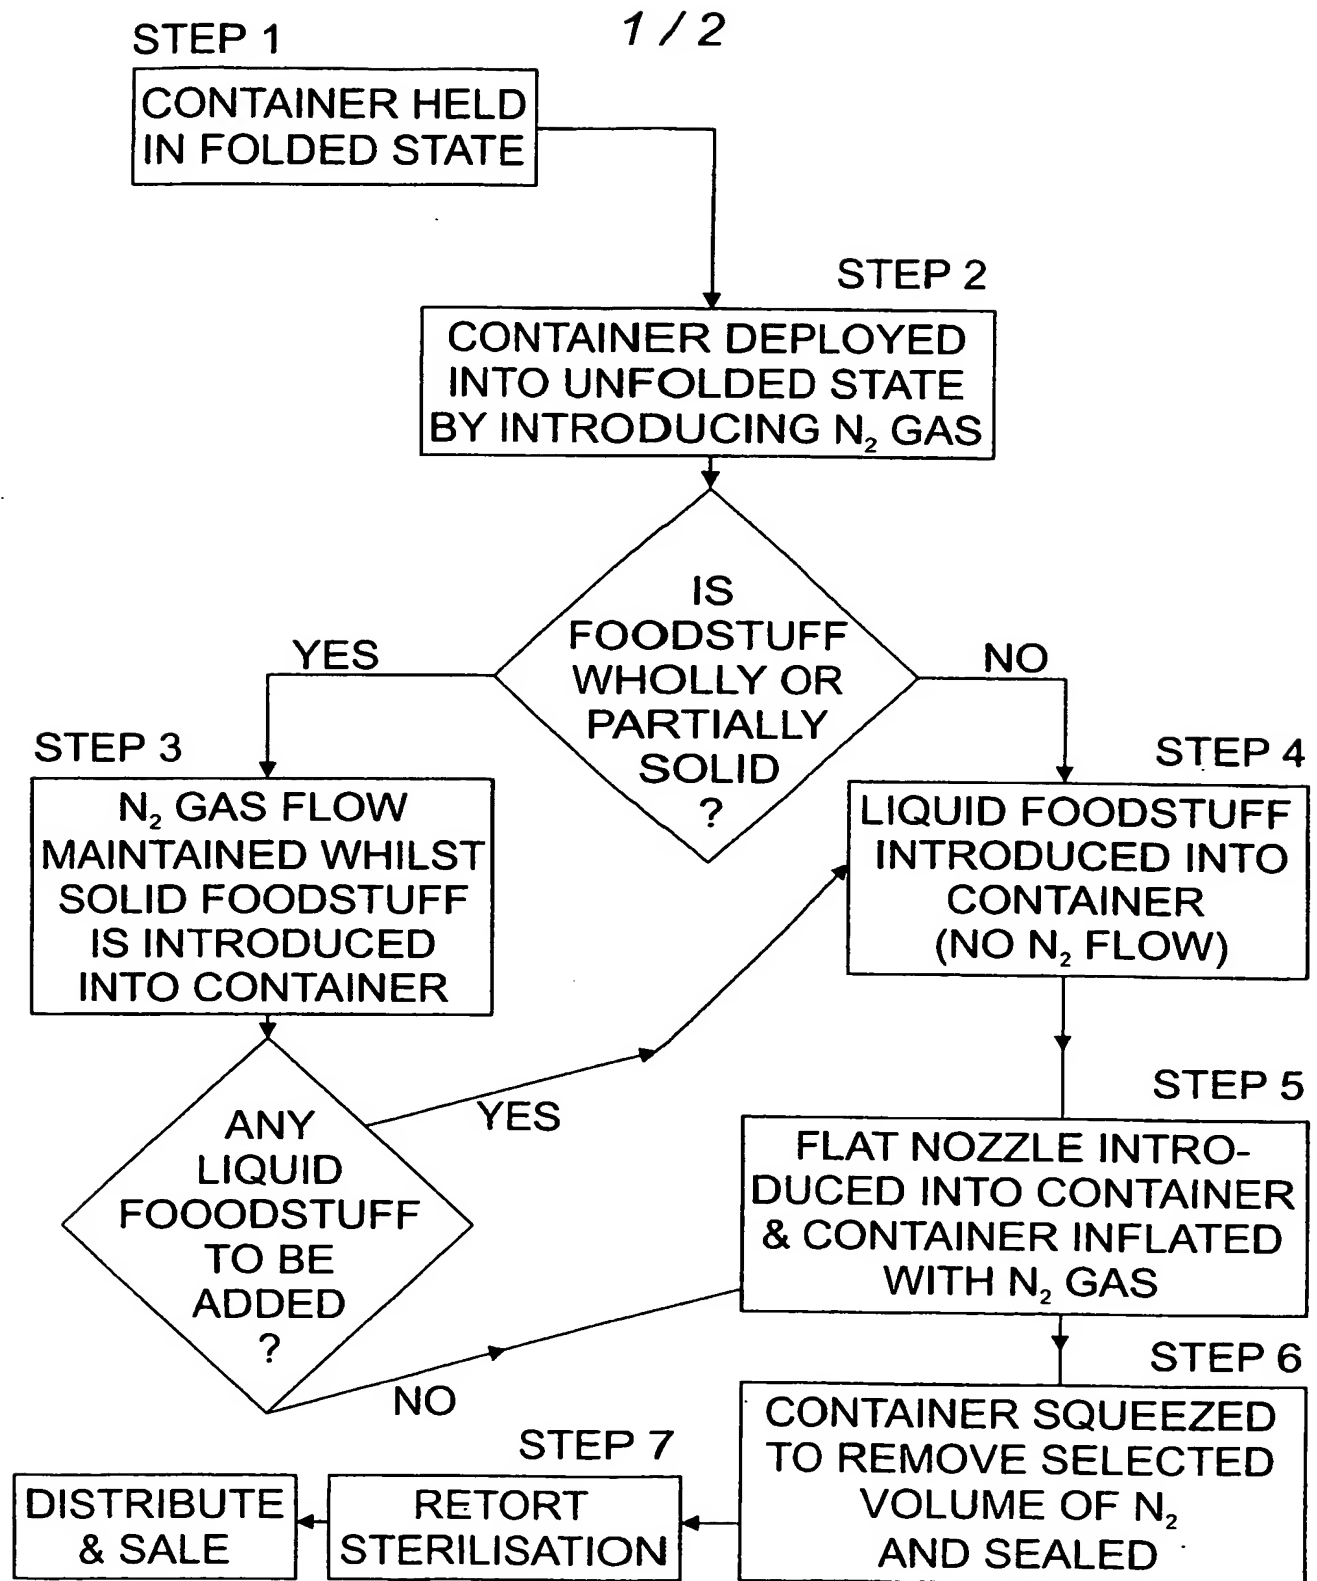 1 / 2
STEP 1
CONTAINER HELD
IN FOLDED STATE
STEP 2
CONTAINER DEPLOYED
INTO UNFOLDED STATE
BY INTRODUCING N₂ GAS
IS
FOODSTUFF
WHOLLY OR
PARTIALLY
SOLID
?
YES
NO
STEP 3
N₂ GAS FLOW
MAINTAINED WHILST
SOLID FOODSTUFF
IS INTRODUCED
INTO CONTAINER
STEP 4
LIQUID FOODSTUFF
INTRODUCED INTO
CONTAINER
(NO N₂ FLOW)
ANY
LIQUID
FOOODSTUFF
TO BE
ADDED
?
YES
NO
STEP 5
FLAT NOZZLE INTRO-
DUCED INTO CONTAINER
& CONTAINER INFLATED
WITH N₂ GAS
STEP 6
CONTAINER SQUEEZED
TO REMOVE SELECTED
VOLUME OF N₂
AND SEALED
STEP 7
RETORT
STERILISATION
DISTRIBUTE
& SALE